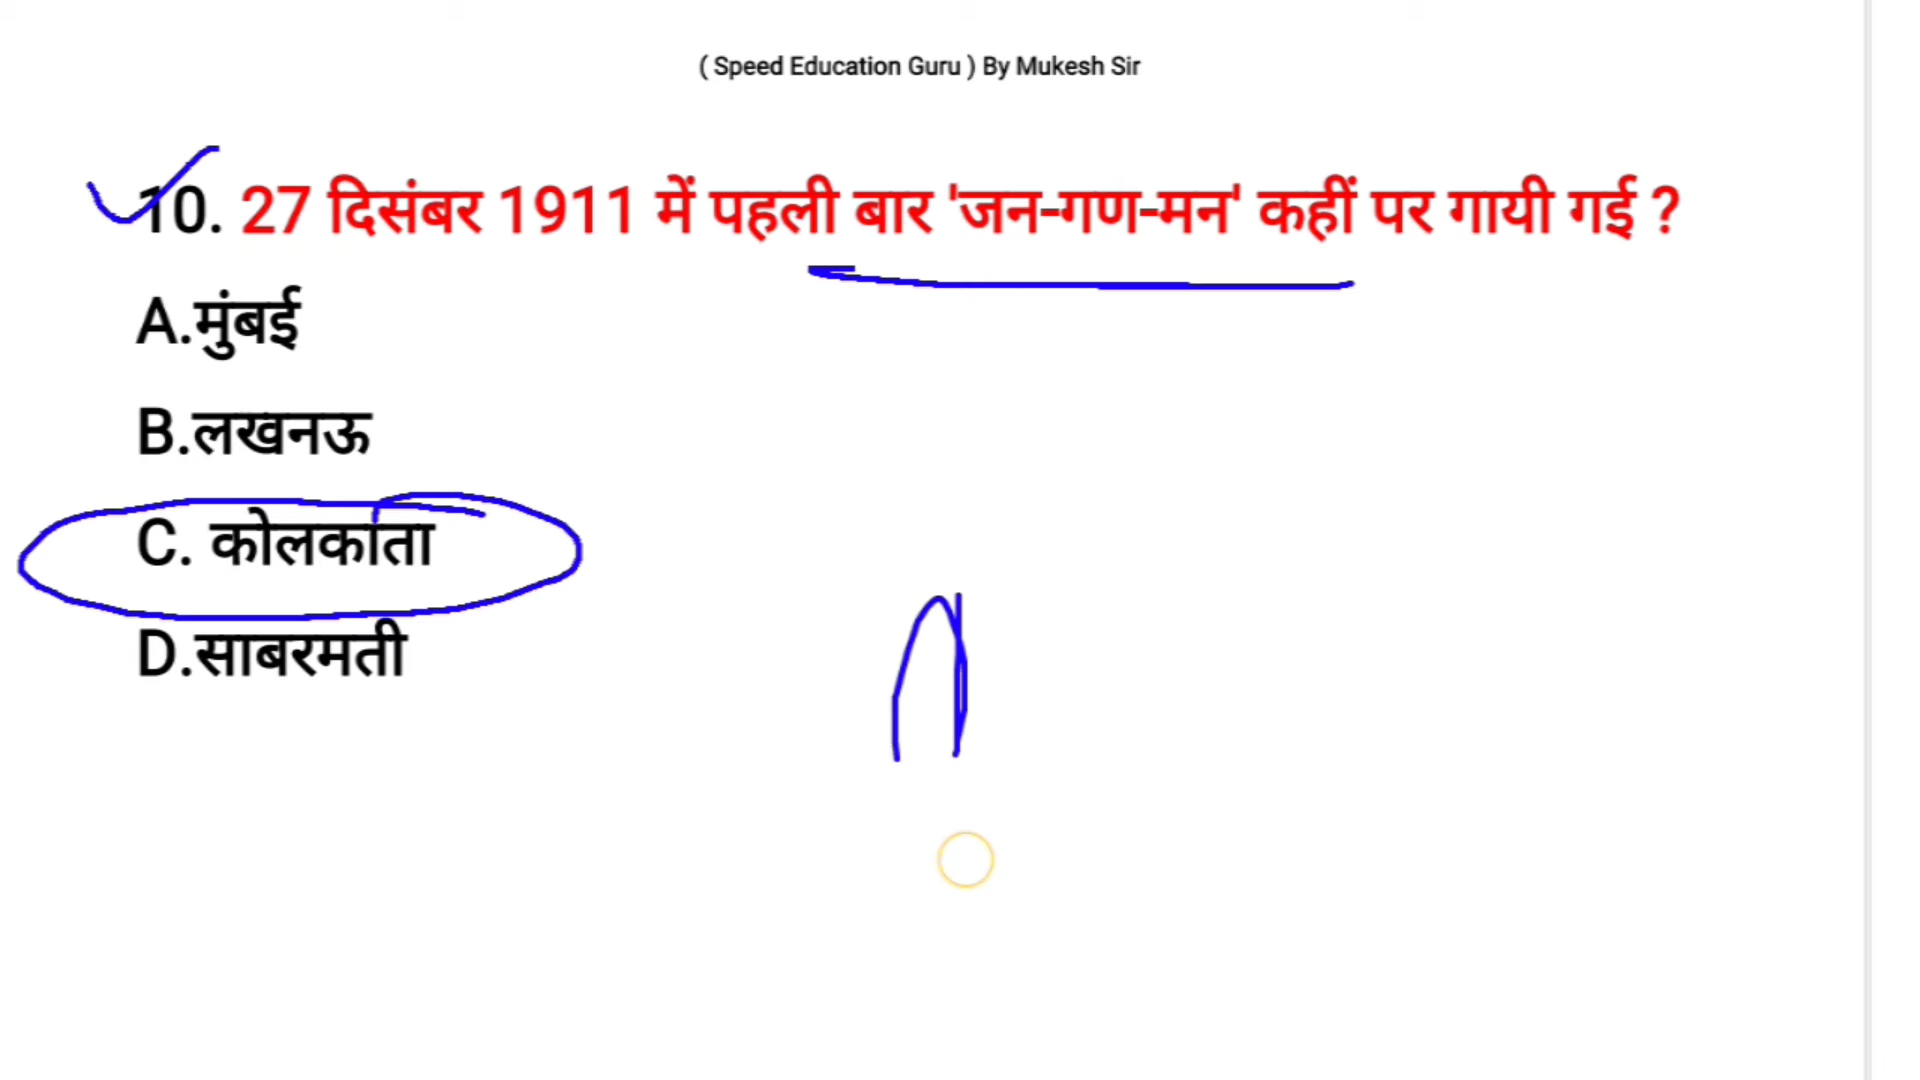 ( Speed Education Guru ) By Mukesh Sir
10. 27 दिसंबर 1911 में पहली बार 'जन-गण-मन' कहीं पर गायी गई ?
A.मुंबई
B.लखनऊ
C. कोलकाता
D.साबरमती